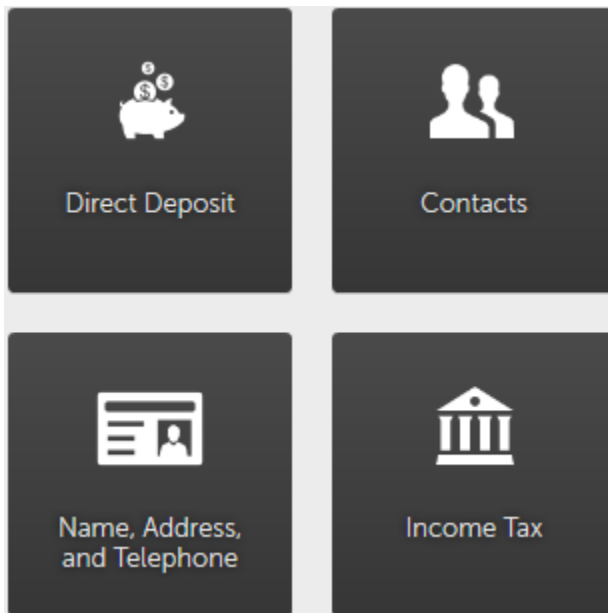 $
$
$
Direct Deposit
Contacts
Name, Address,
and Telephone
Income Tax